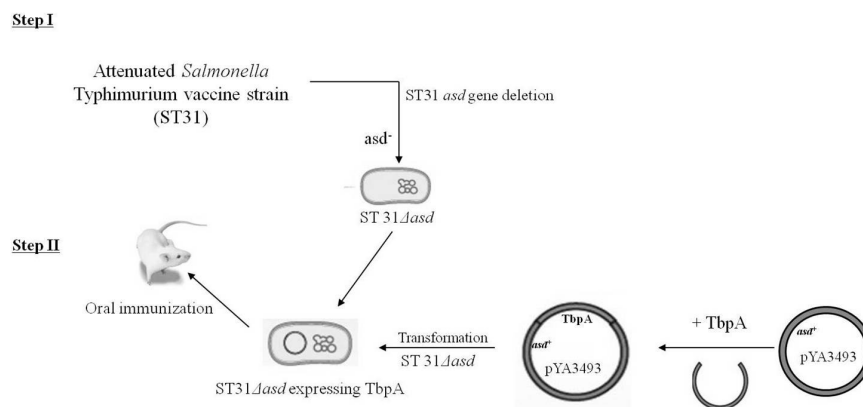 Step I
Attenuated Salmonella
Typhimurium vaccine strain
(ST31)
ST31 asd gene deletion
asd-
ST 31Δasd
Step II
Oral immunization
ST31Δasd expressing TbpA
Transformation
ST 31Δasd
TbpA
asd+
pYA3493
+ TbpA
asd+
pYA3493